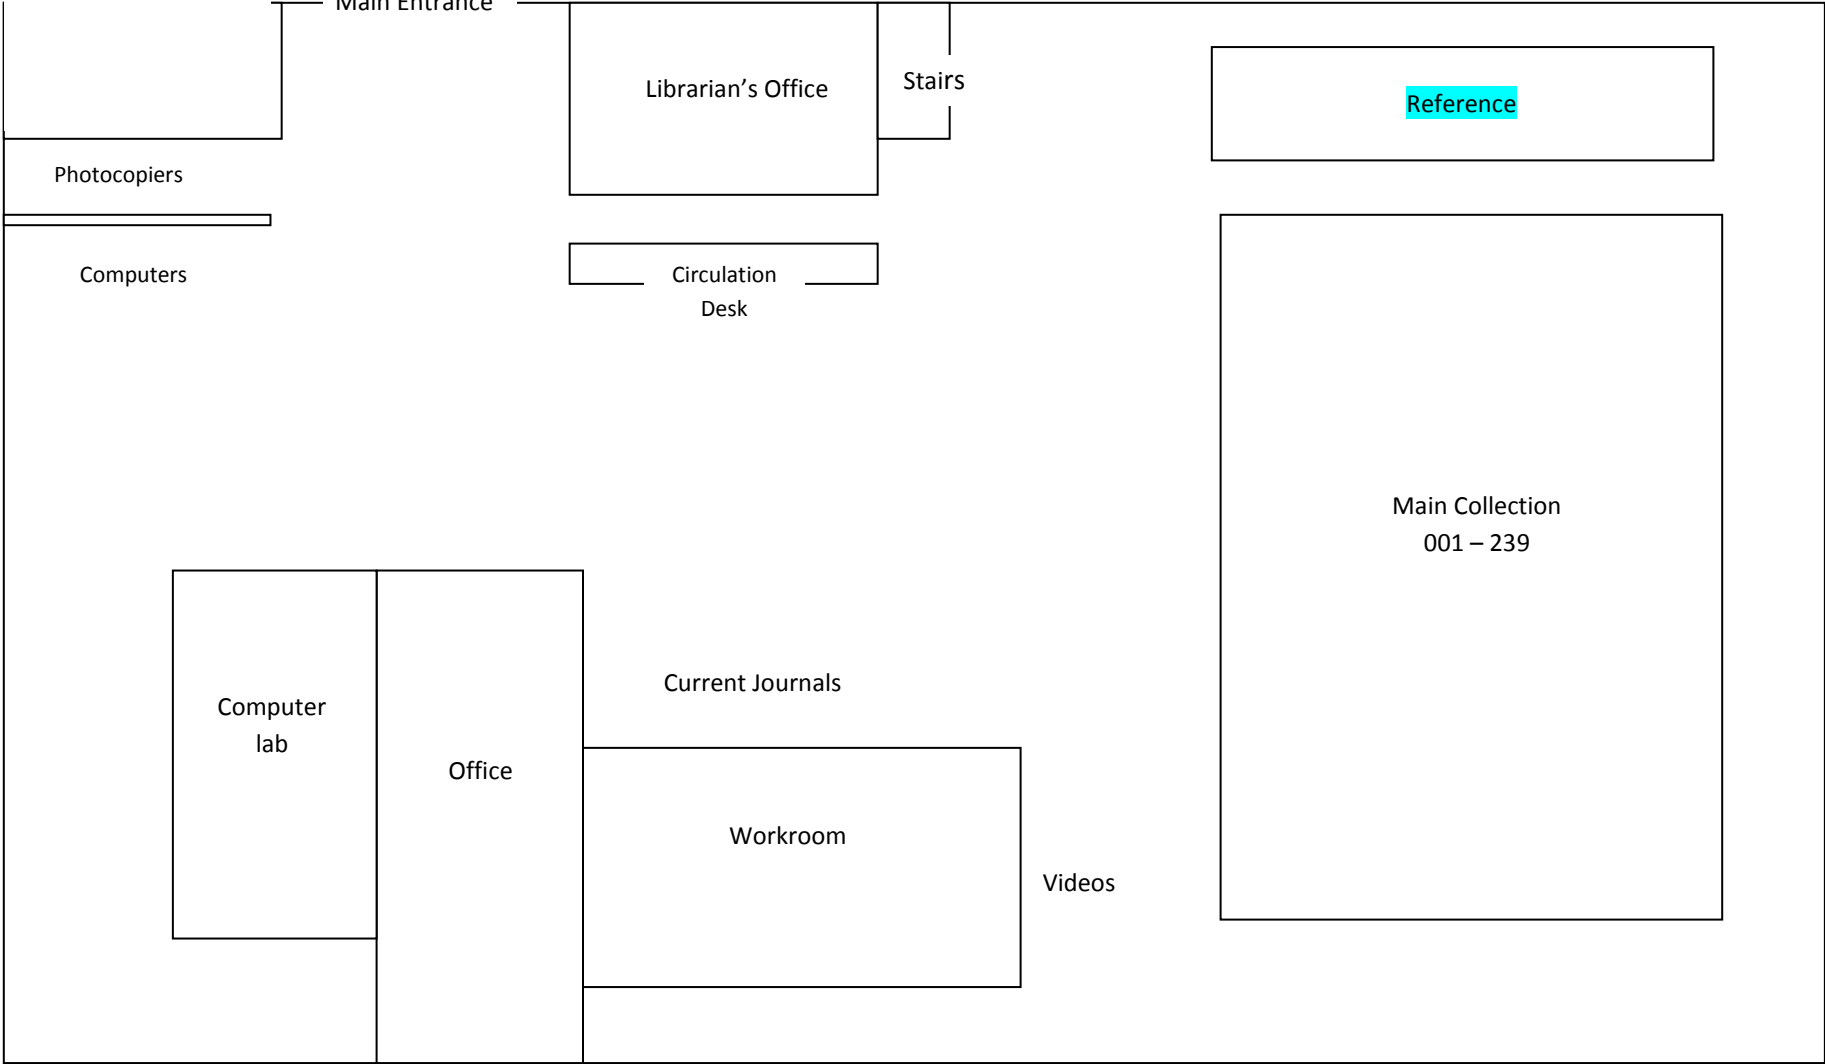 Main Entrance
Librarian’s Office
Stairs
Reference
Photocopiers
Computers
Circulation
Desk
Main Collection
001 – 239
Current Journals
Computer
lab
Office
Workroom
Videos